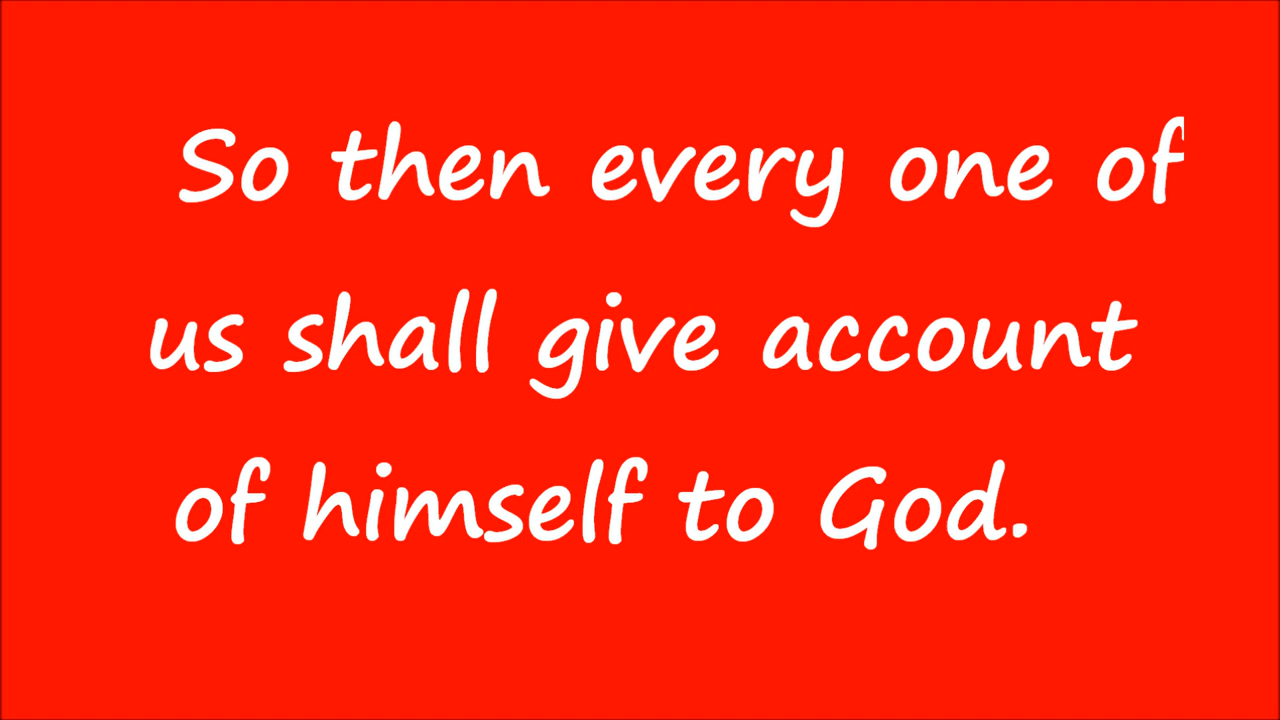 So then every one of
us shall give account
of himself to God.